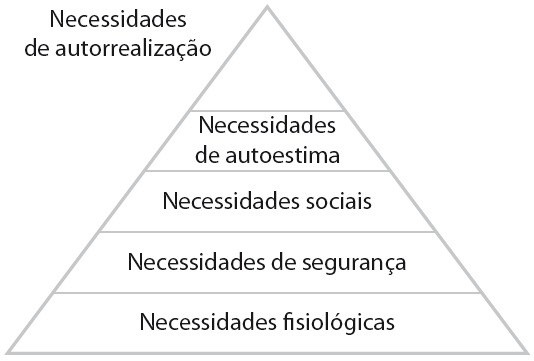 Necessidades
de autorrealização
Necessidades
de autoestima
Necessidades sociais
Necessidades de segurança
Necessidades fisiológicas